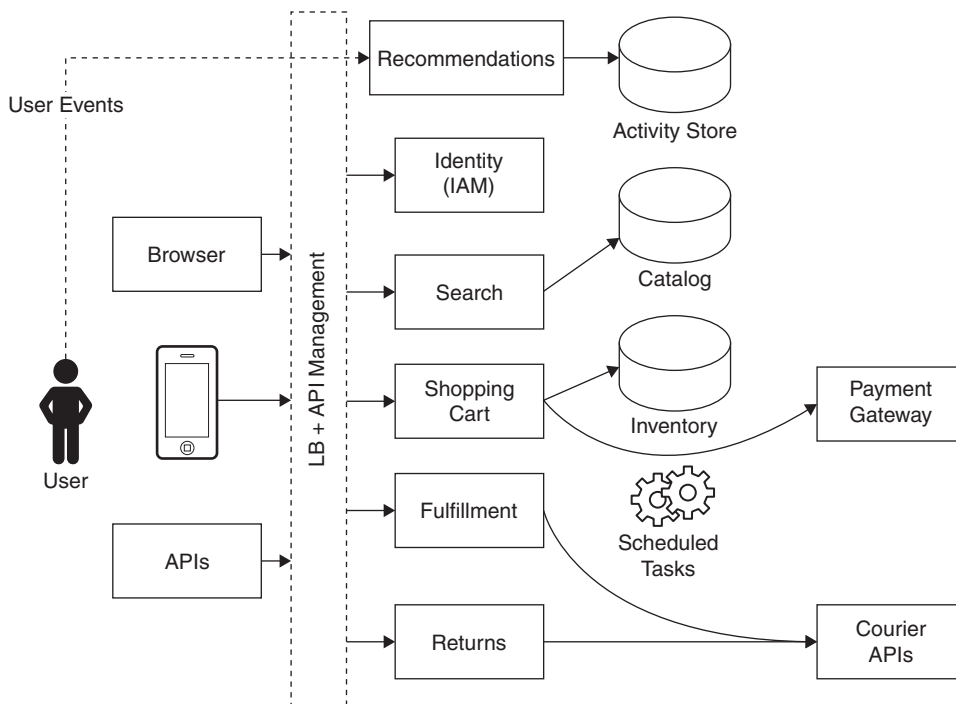 Recommendations
User Events
Activity Store
Identity
(IAM)
Browser
Search
Catalog
LB + API Management
Shopping
Cart
Inventory
Payment
Gateway
User
Fulfillment
Scheduled
Tasks
APIs
Returns
Courier
APIs